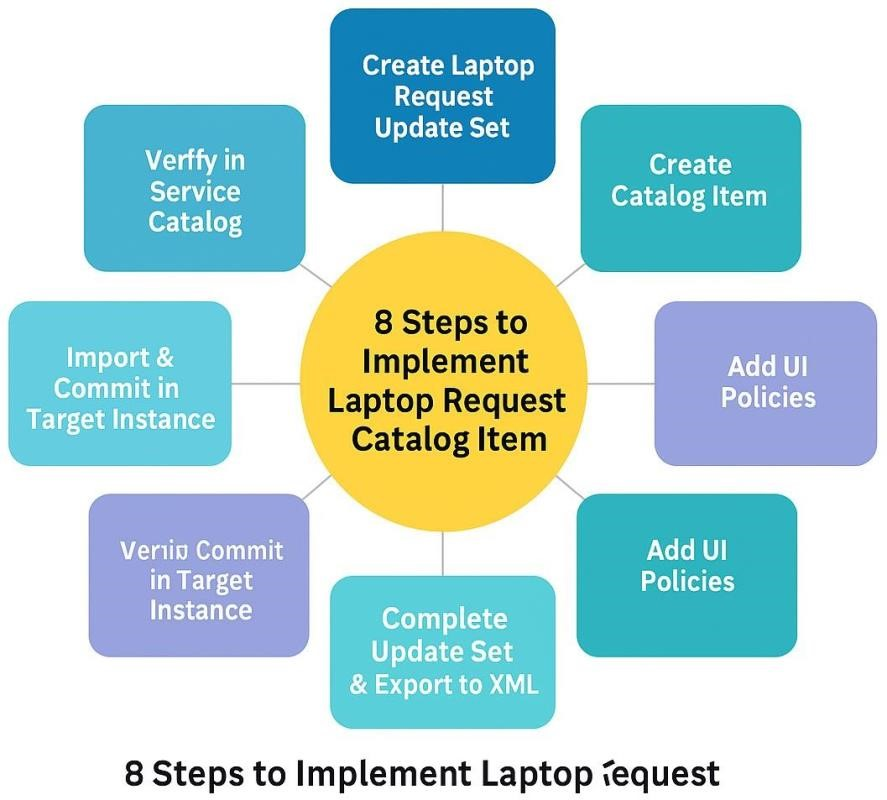 Create Laptop
Request
Update Set
Create
Catalog Item
Add UI
Policies
Add UI
Policies
Complete
Update Set
& Export to XML
Commit
in Target
Instance
Import &
Commit in
Target Instance
Verffy in
Service
Catalog
8 Steps to
Implement
Laptop Request
Catalog Item
8 Steps to Implement Laptop